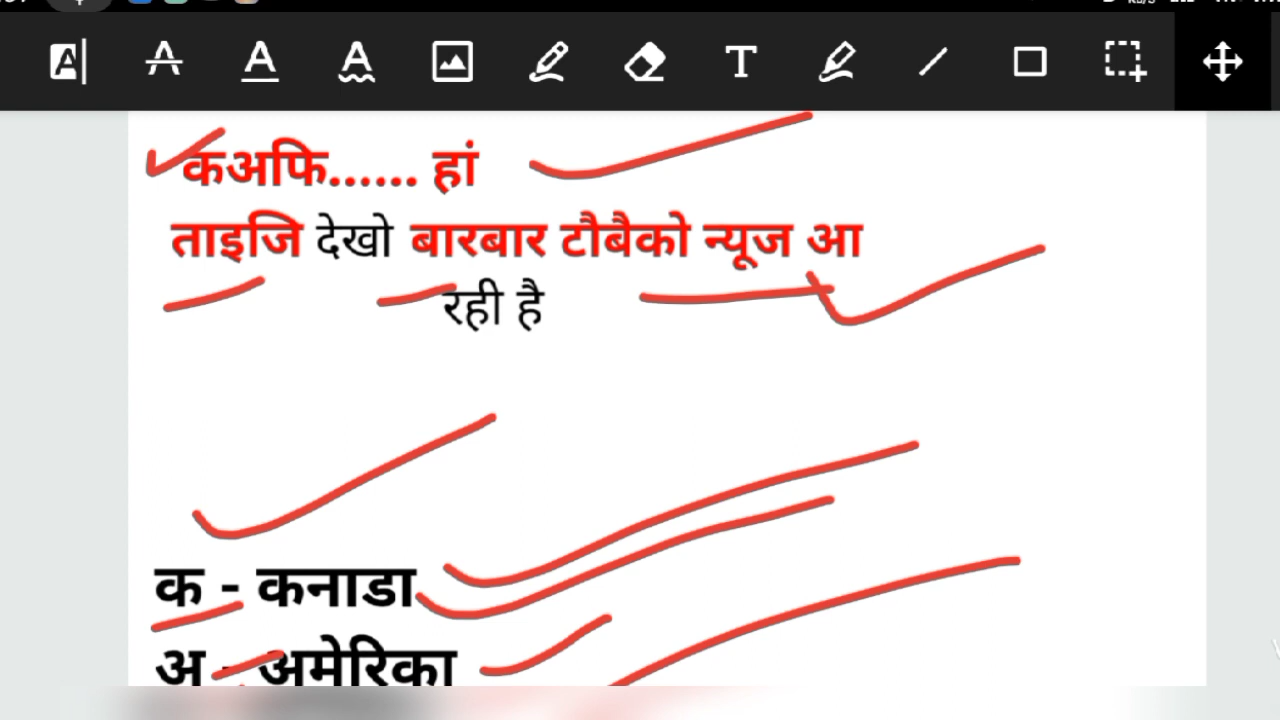 कअफि...... हां
ताइजि देखो बारबार टौबैको न्यूज आ
रही है
क - कनाडा
अ - अमेरिका